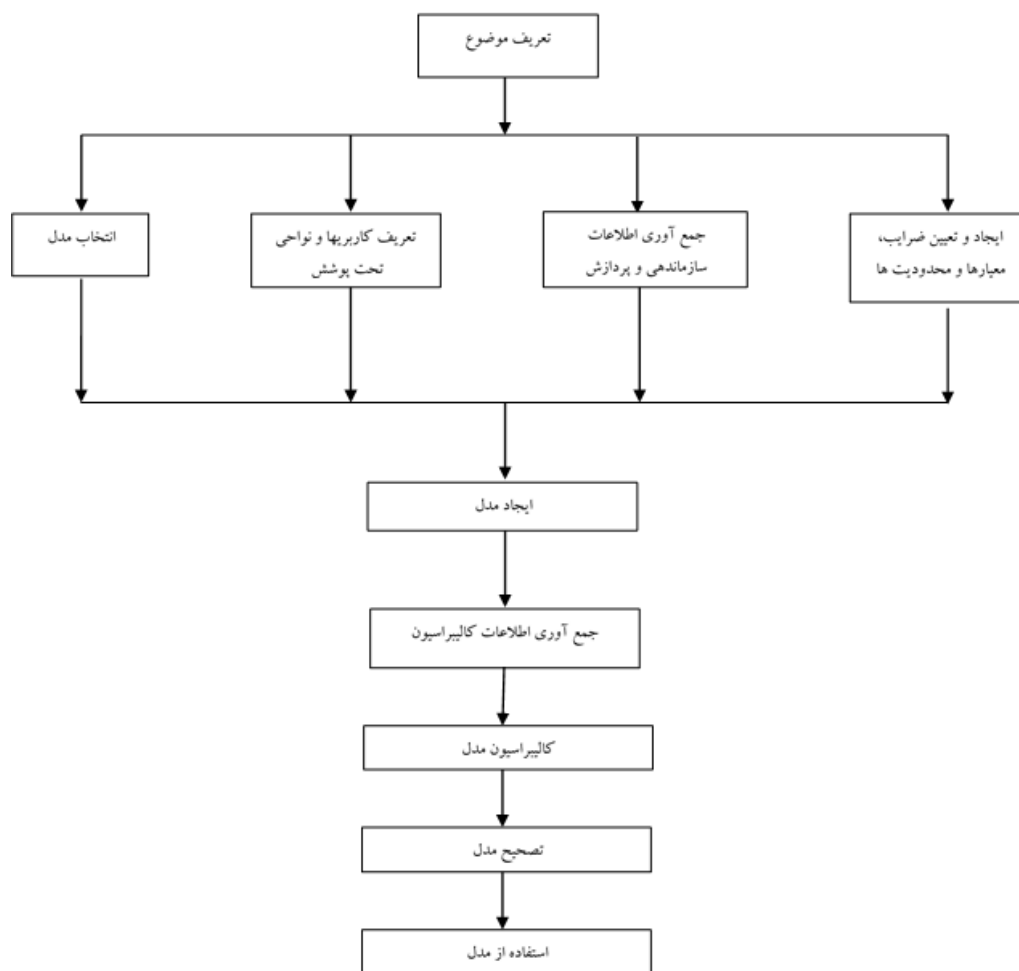 تعریف موضوع
ایجاد و تعیین ضرایب،
معیارها و محدودیت ها
جمع آوری اطلاعات
سازماندهی و پردازش
تعریف کاربریها و نواحی
تحت پوشش
انتخاب مدل
ایجاد مدل
جمع آوری اطلاعات کالیبراسیون
کالیبراسیون مدل
تصحیح مدل
استفاده از مدل